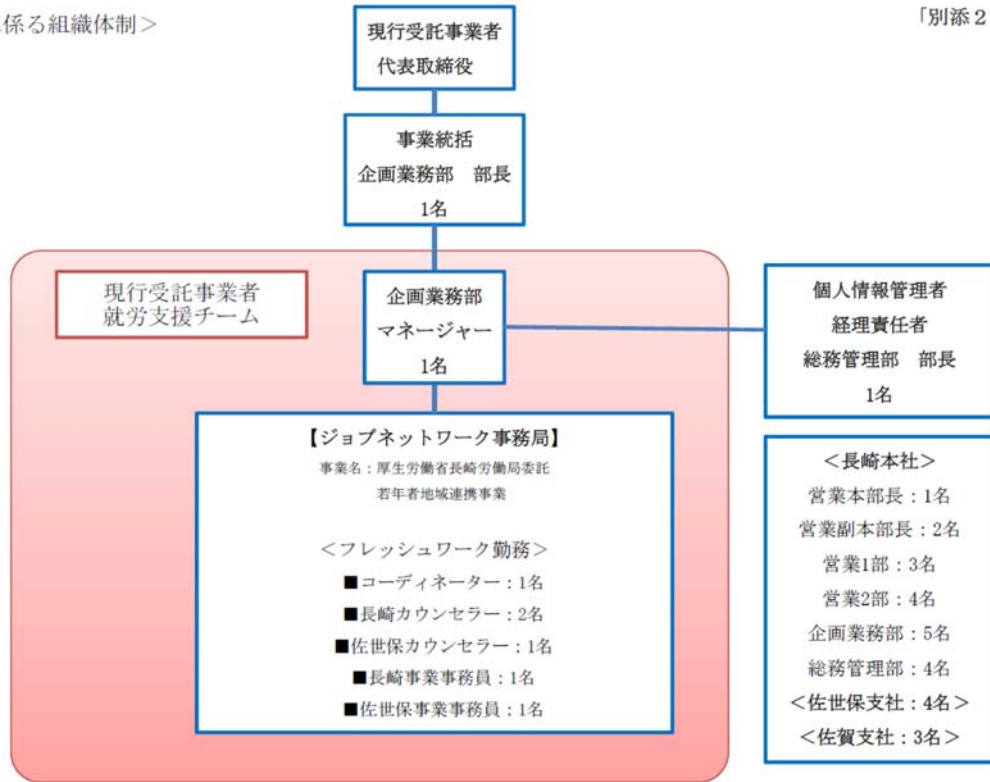 係る組織体制＞
「別添２
現行受託事業者
代表取締役
事業統括
企画業務部　部長
1名
現行受託事業者
就労支援チーム
企画業務部
マネージャー
1名
個人情報管理者
経理責任者
総務管理部　部長
1名
【ジョブネットワーク事務局】
事業名：厚生労働省長崎労働局委託
若年者地域連携事業
＜フレッシュワーク勤務＞
■コーディネーター：1名
■長崎カウンセラー：2名
■佐世保カウンセラー：1名
■長崎事業事務員：1名
■佐世保事業事務員：1名
＜長崎本社＞
営業本部長：1名
営業副本部長：2名
営業1部：3名
営業2部：4名
企画業務部：5名
総務管理部：4名
＜佐世保支社：4名＞
＜佐賀支社：3名＞